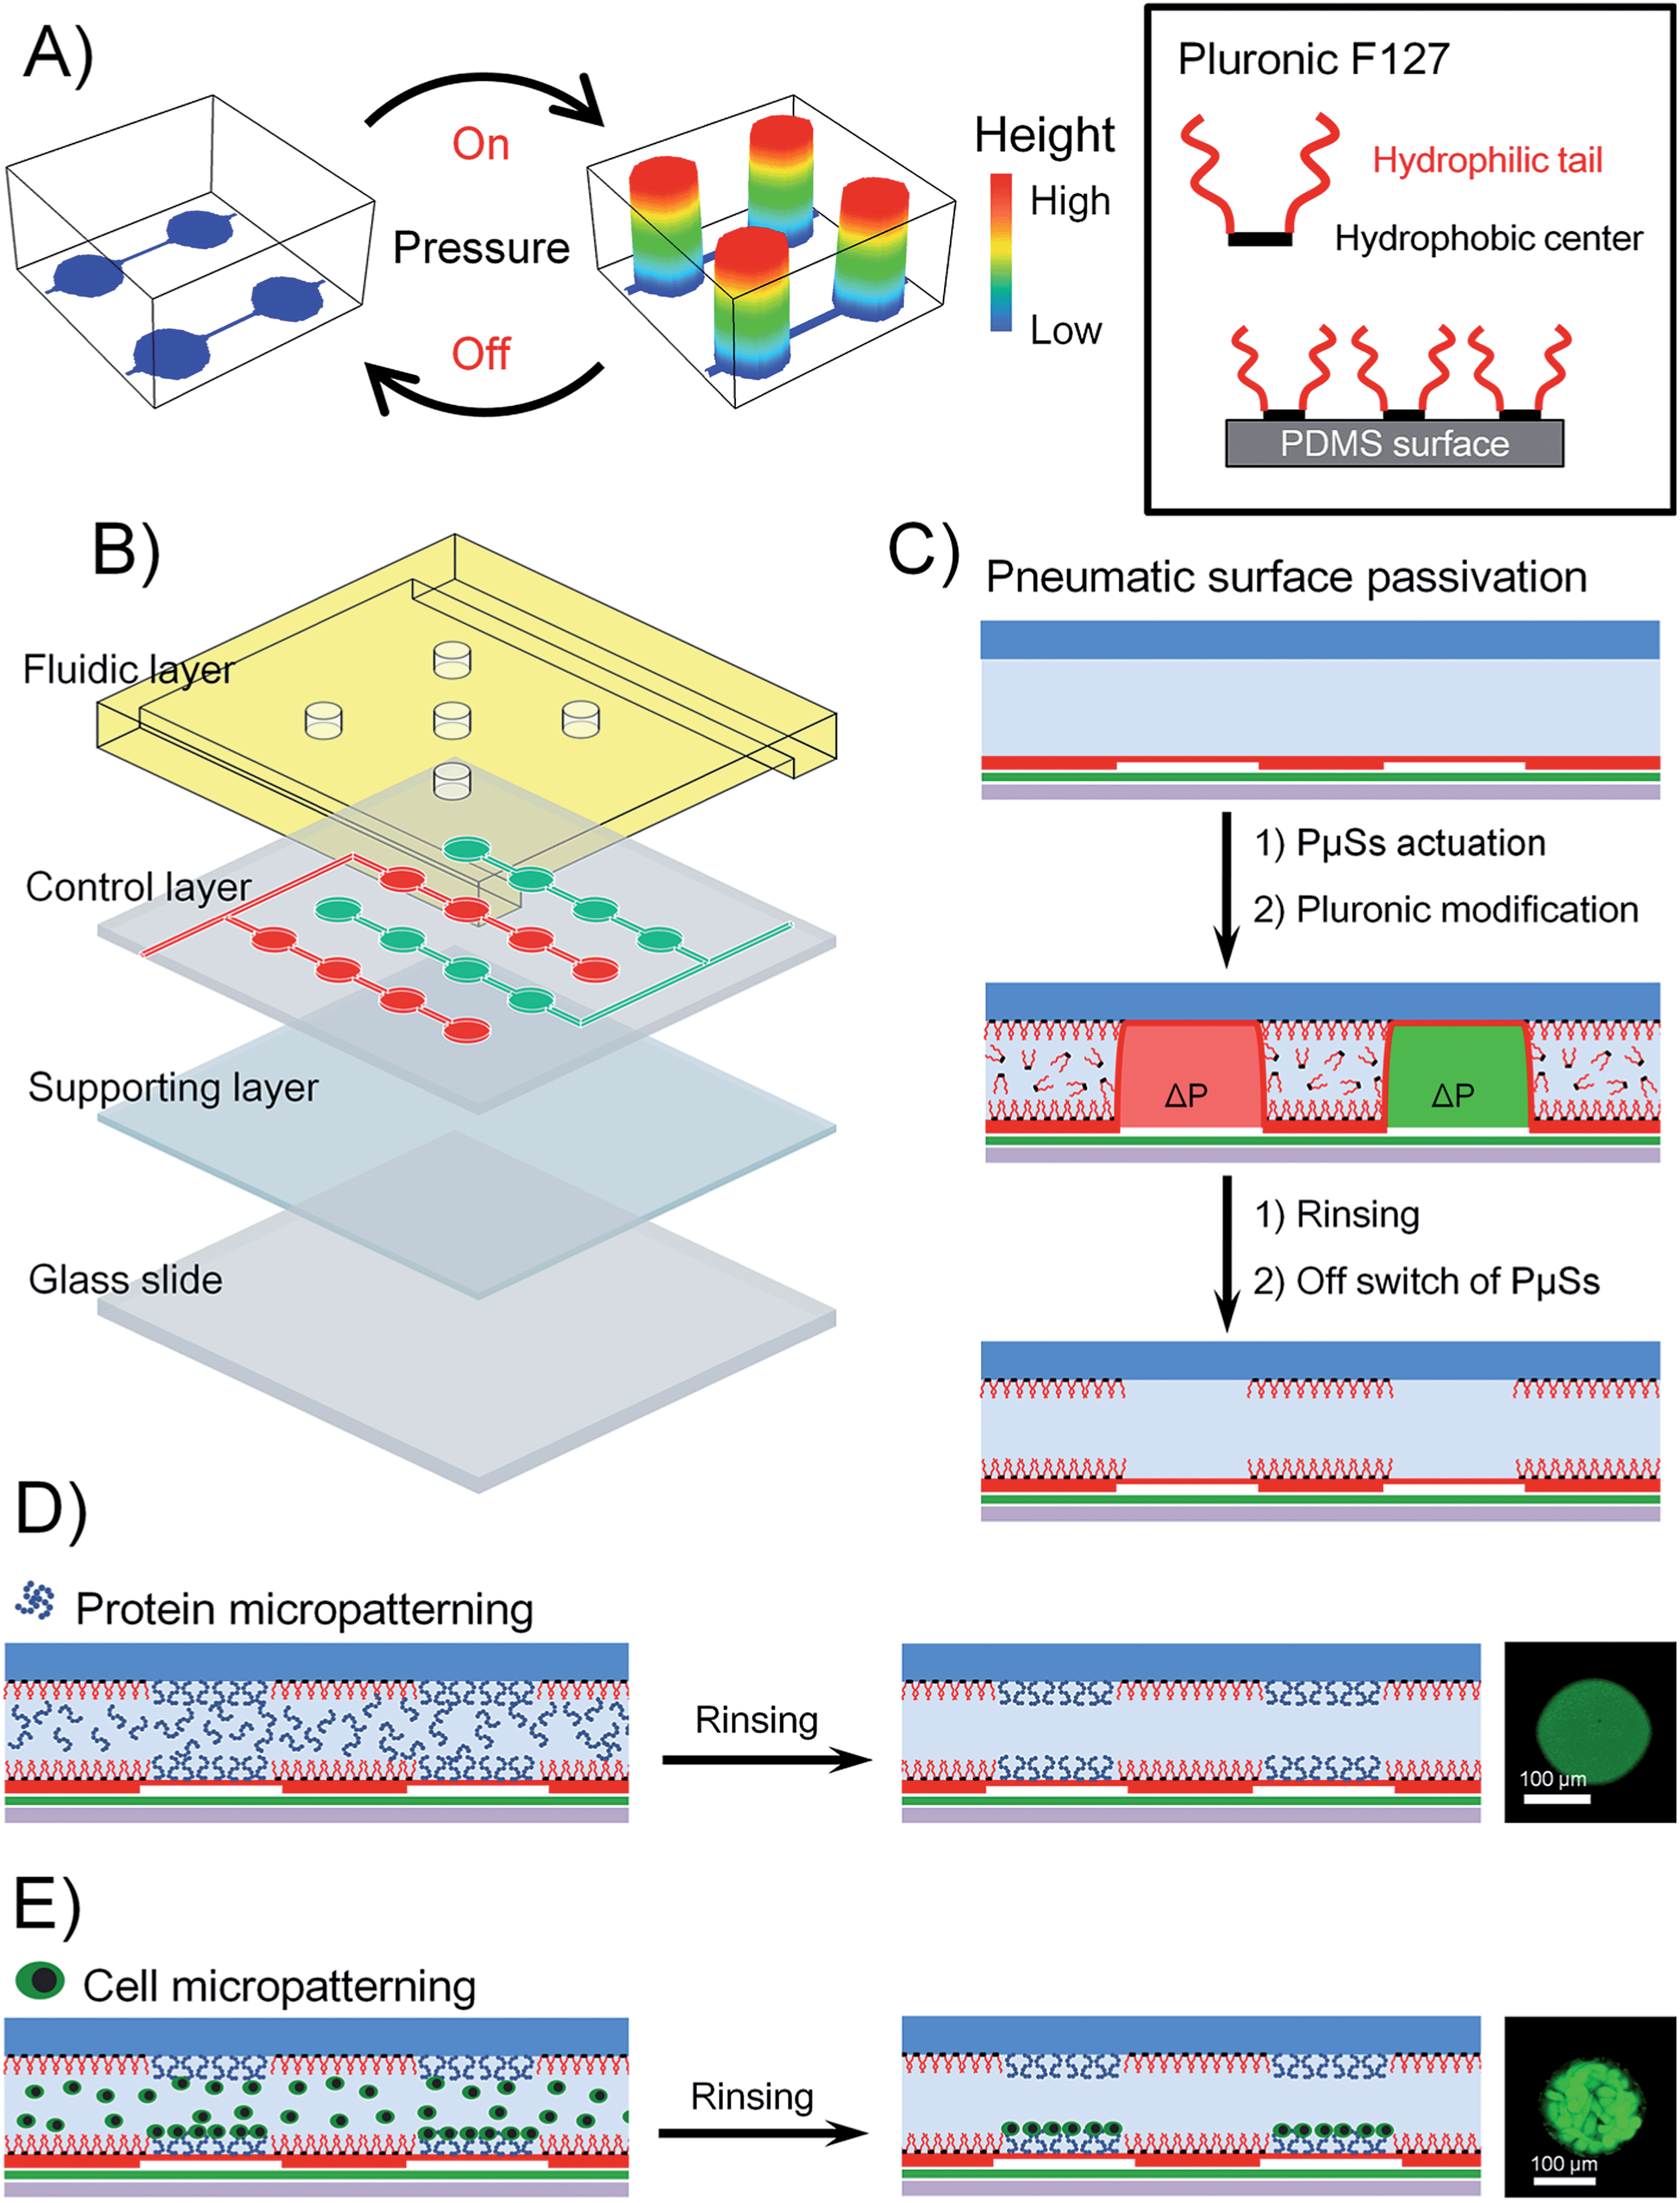 A)
On
Pressure
Off
Height
High
Low
Pluronic F127
Hydrophilic tail
Hydrophobic center
PDMS surface
B)
Fluidic layer
Control layer
Supporting layer
Glass slide
C)
Pneumatic surface passivation
1) PµSs actuation
2) Pluronic modification
ΔP
ΔP
1) Rinsing
2) Off switch of PµSs
D)
Protein micropatterning
Rinsing
100 µm
E)
Cell micropatterning
Rinsing
100 µm